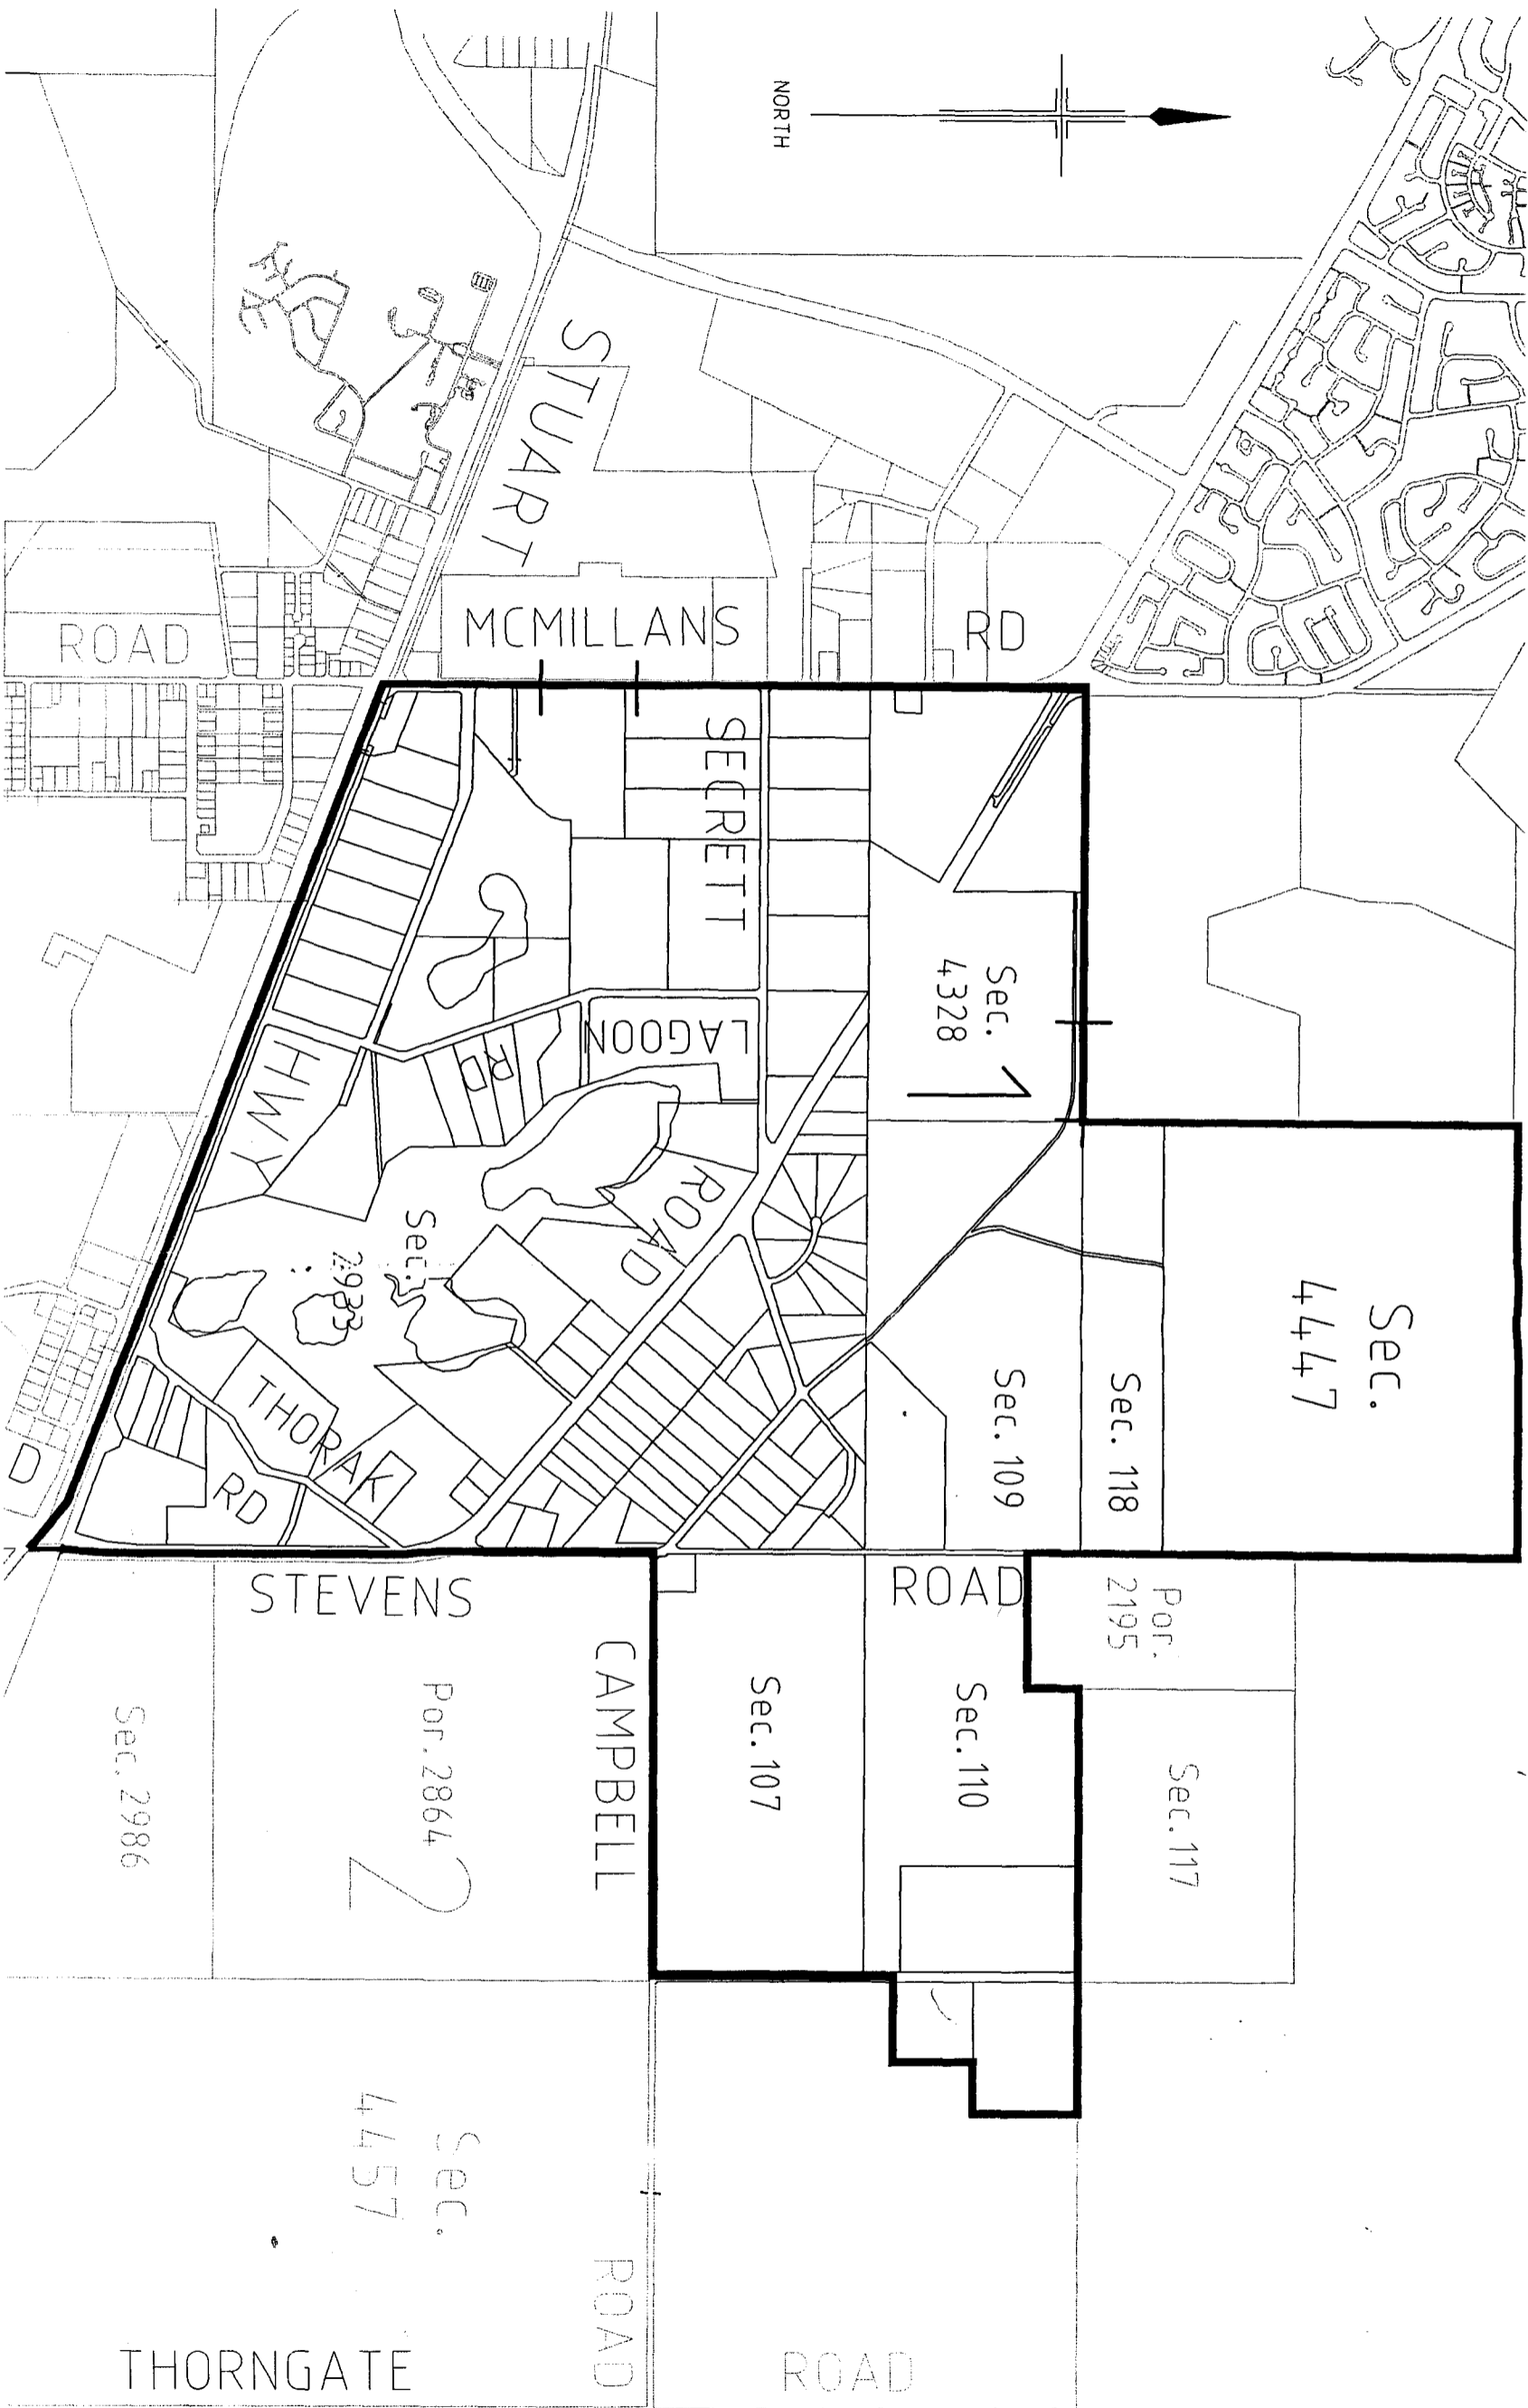 NORTH
STUART
ROAD
MCMILLANS
RD
SECRETT
Sec.
4328
1
LAGOON
RD
HWY
ROAD
Sec.
2933
Sec.
4447
THORAK
RD
Sec. 109
Sec. 118
D
STEVENS
ROAD
Por.
2195
CAMPBELL
Sec. 107
Sec. 110
Sec. 117
Por. 2864
2
Sec. 2986
Sec.
4457
ROAD
THORNGATE
ROAD